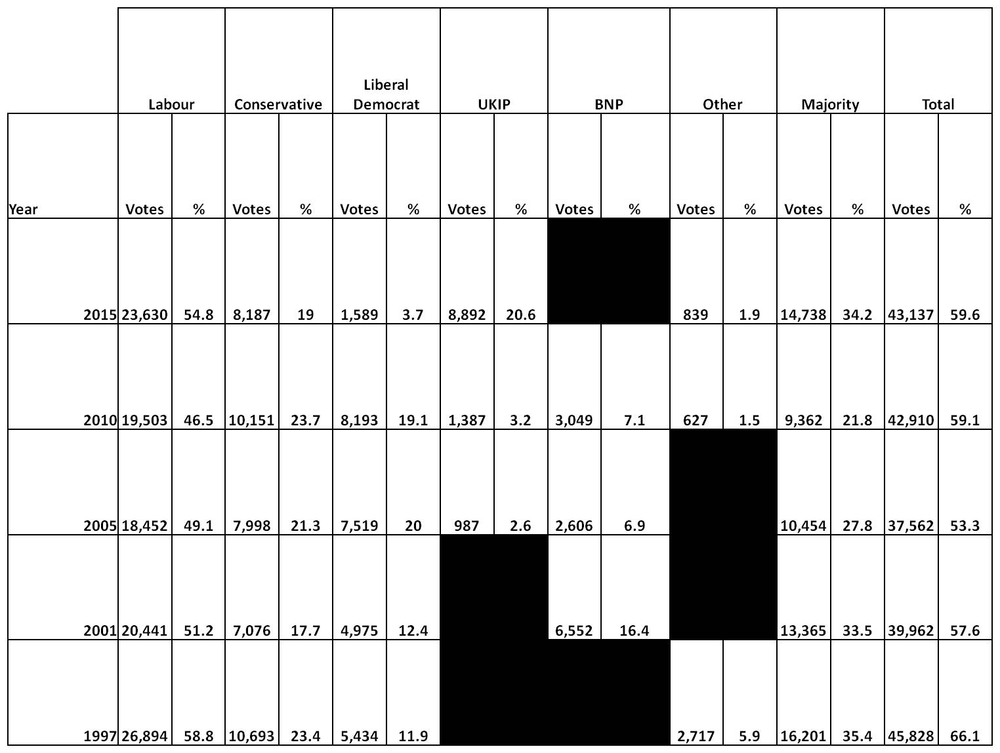 Labour Conservative Liberal Democrat UKIP BNP Other Majority Total
Year Votes % Votes % Votes % Votes % Votes % Votes % Votes % Votes %
2015 23,630 54.8 8,187 19 1,589 3.7 8,892 20.6 839 1.9 14,738 34.2 43,137 59.6
2010 19,503 46.5 10,151 23.7 8,193 19.1 1,387 3.2 3,049 7.1 627 1.5 9,362 21.8 42,910 59.1
2005 18,452 49.1 7,998 21.3 7,519 20 987 2.6 2,606 6.9 10,454 27.8 37,562 53.3
2001 20,441 51.2 7,076 17.7 4,975 12.4 6,552 16.4 13,365 33.5 39,962 57.6
1997 26,894 58.8 10,693 23.4 5,434 11.9 2,717 5.9 16,201 35.4 45,828 66.1